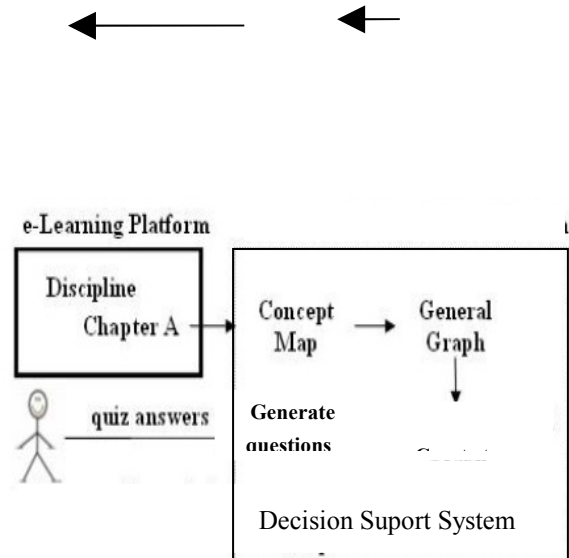 e-Learning Platform
Discipline
Chapter A
Concept
Map
General
Graph
quiz answers
Generate
questions
Decision Suport System